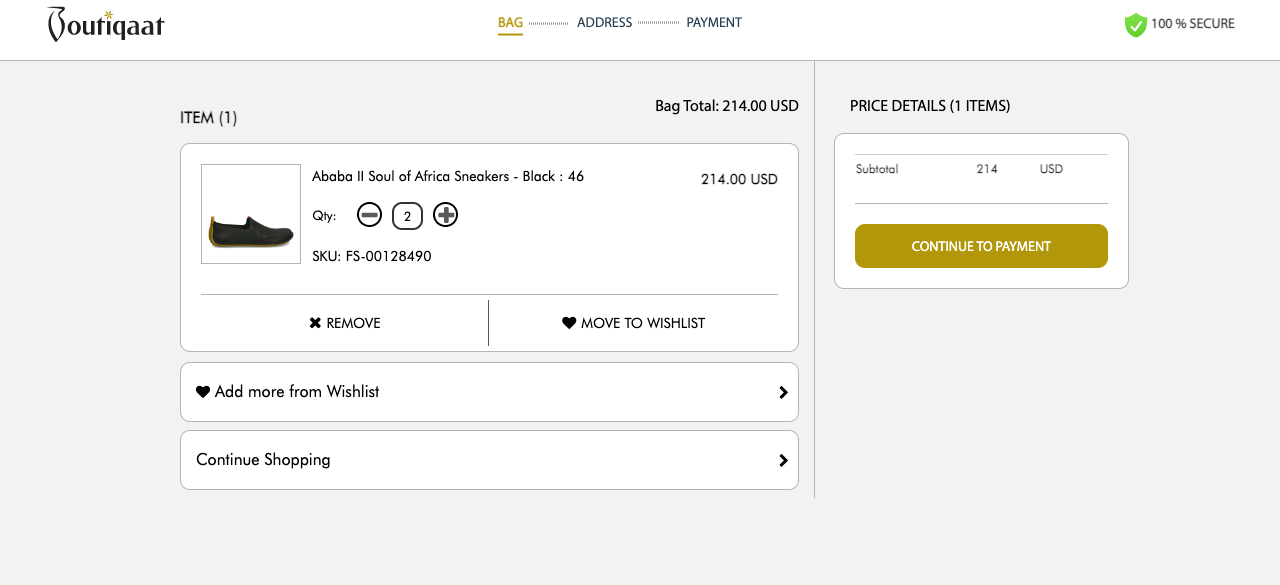 Boutiqaat
BAG ADDRESS PAYMENT
100 % SECURE
ITEM (1)
Bag Total: 214.00 USD
Ababa II Soul of Africa Sneakers - Black : 46
214.00 USD
Qty: 2
SKU: FS-00128490
REMOVE
MOVE TO WISHLIST
Add more from Wishlist
Continue Shopping
PRICE DETAILS (1 ITEMS)
Subtotal 214 USD
CONTINUE TO PAYMENT